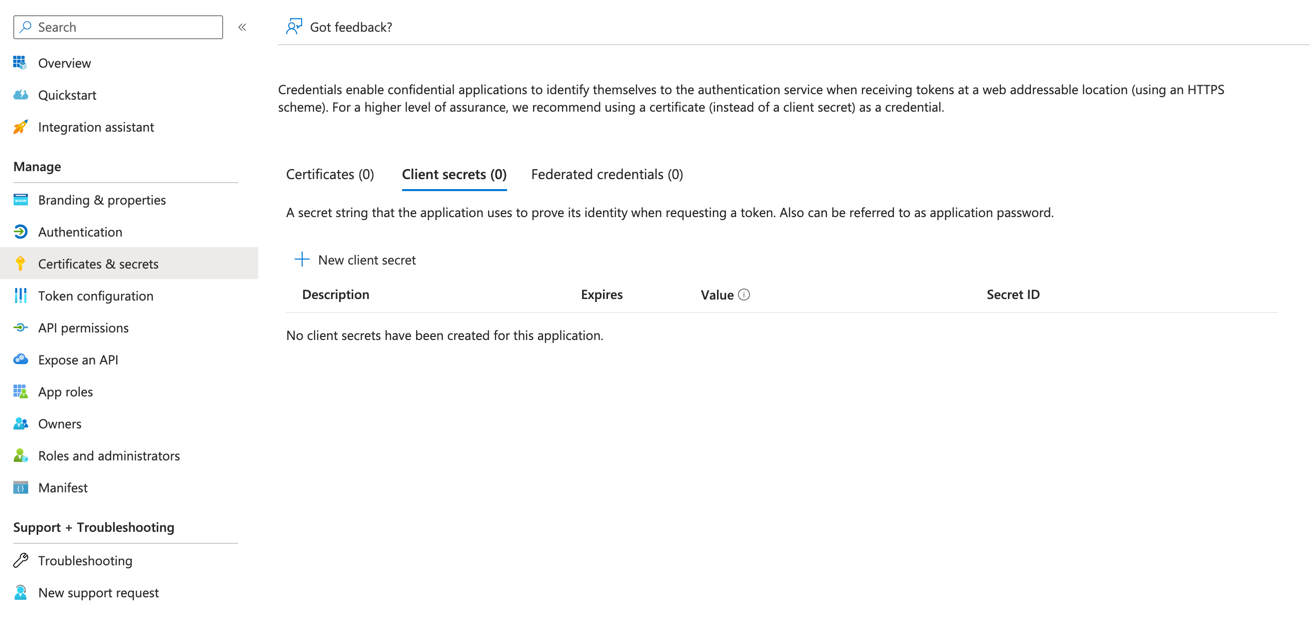 Search
«
Overview
Quickstart
Integration assistant
Manage
Branding & properties
Authentication
Certificates & secrets
Token configuration
API permissions
Expose an API
App roles
Owners
Roles and administrators
Manifest
Support + Troubleshooting
Troubleshooting
New support request
Got feedback?
Credentials enable confidential applications to identify themselves to the authentication service when receiving tokens at a web addressable location (using an HTTPS
scheme). For a higher level of assurance, we recommend using a certificate (instead of a client secret) as a credential.
Certificates (0) Client secrets (0) Federated credentials (0)
A secret string that the application uses to prove its identity when requesting a token. Also can be referred to as application password.
New client secret
Description Expires Value Secret ID
No client secrets have been created for this application.